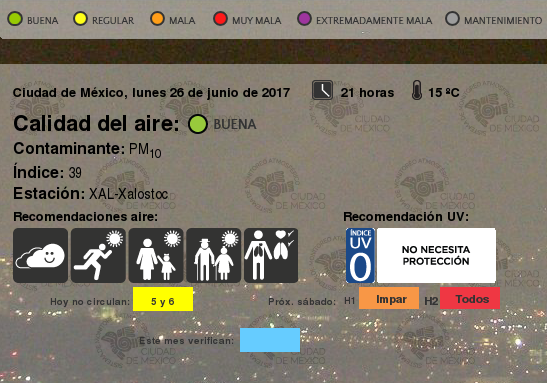 BUENA REGULAR MALA MUY MALA EXTREMADAMENTE MALA MANTENIMIENTO
Ciudad de México, lunes 26 de junio de 2017 21 horas 15 ºC
Calidad del aire: BUENA
Contaminante: PM10
Índice: 39
Estación: XAL-Xalostoc
Recomendaciones aire: Recomendación UV:
ÍNDICE
UV
0
NO NECESITA
PROTECCIÓN
Hoy no circulan: 5 y 6 Próx. sábado: H1 Impar H2 Todos
Este mes verifican:
CIUDAD
DE MÉXICO